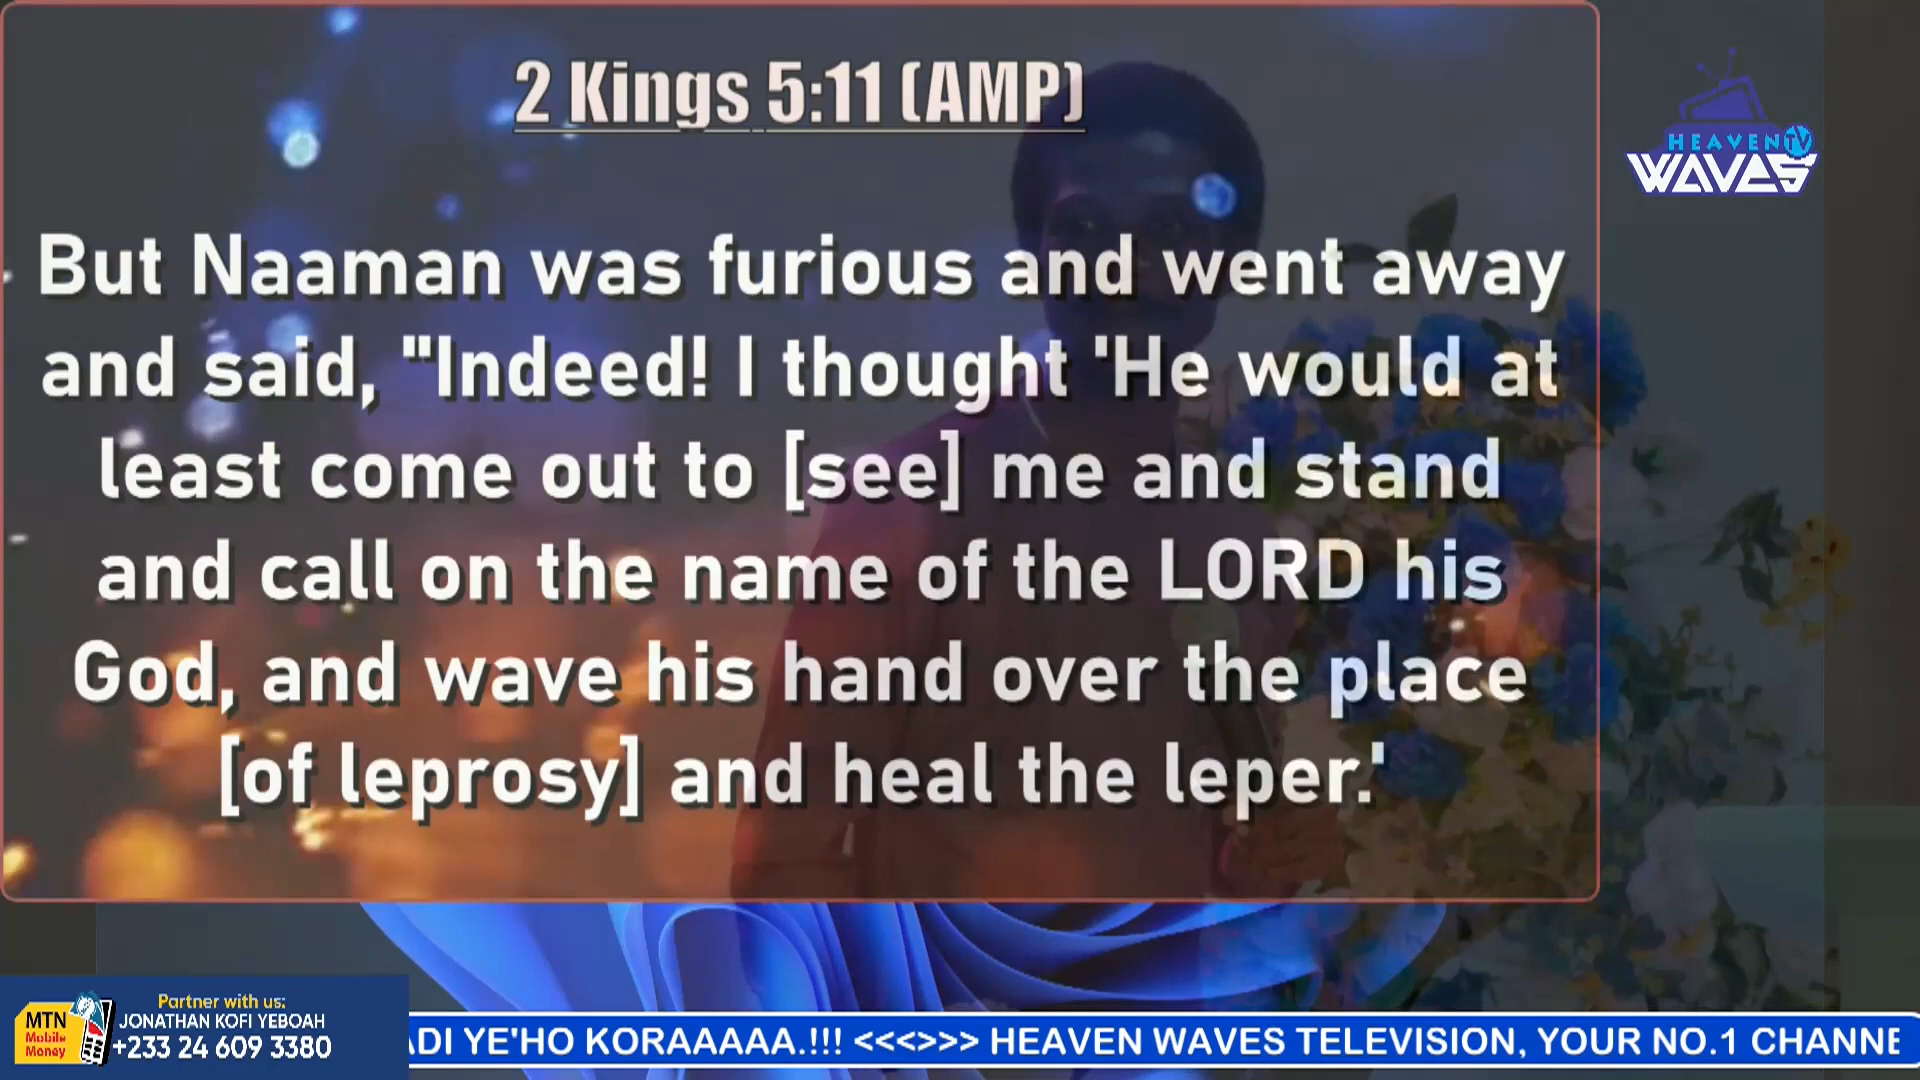 2 Kings 5:11 (AMP)
But Naaman was furious and went away
and said, "Indeed! I thought 'He would at
least come out to [see] me and stand
and call on the name of the LORD his
God, and wave his hand over the place
[of leprosy] and heal the leper.'
HEAVEN TV
WAVES
Partner with us:
MTN
Mobile
Money
JONATHAN KOFI YEBOAH
+233 24 609 3380
ADI YE'HO KORAAAAA.!!! <<<>>> HEAVEN WAVES TELEVISION, YOUR NO.1 CHANNE